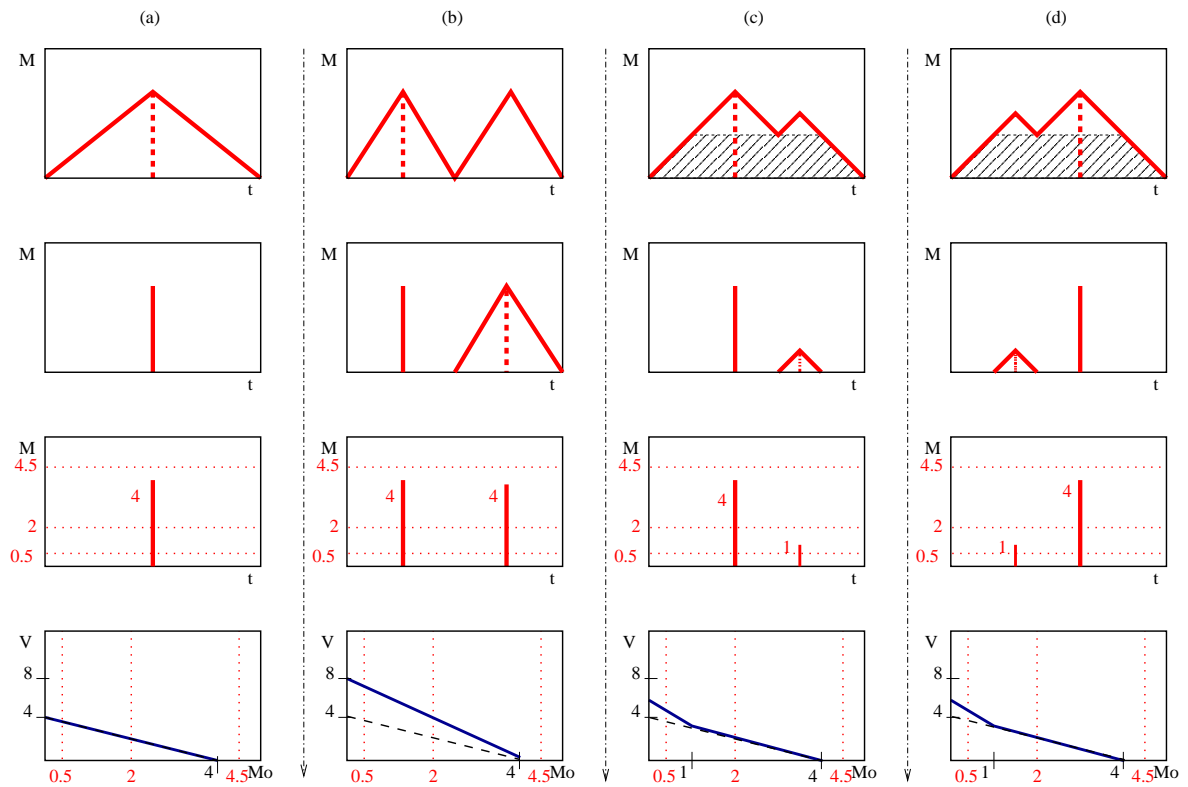 (a) (b) (c) (d)
M M M M
t t t t
M M M M
t t t t
M M M M
4.5 4.5 4.5 4.5
4 4 4 4 1 1 4
2 2 2 2
0.5 0.5 0.5 0.5
t t t t
V V V V
8 8 8 8
4 4 4 4
0.5 2 4 4.5 Mo 0.5 2 4 4.5 0.5 1 2 4 4.5 Mo 0.5 1 2 4 4.5 Mo